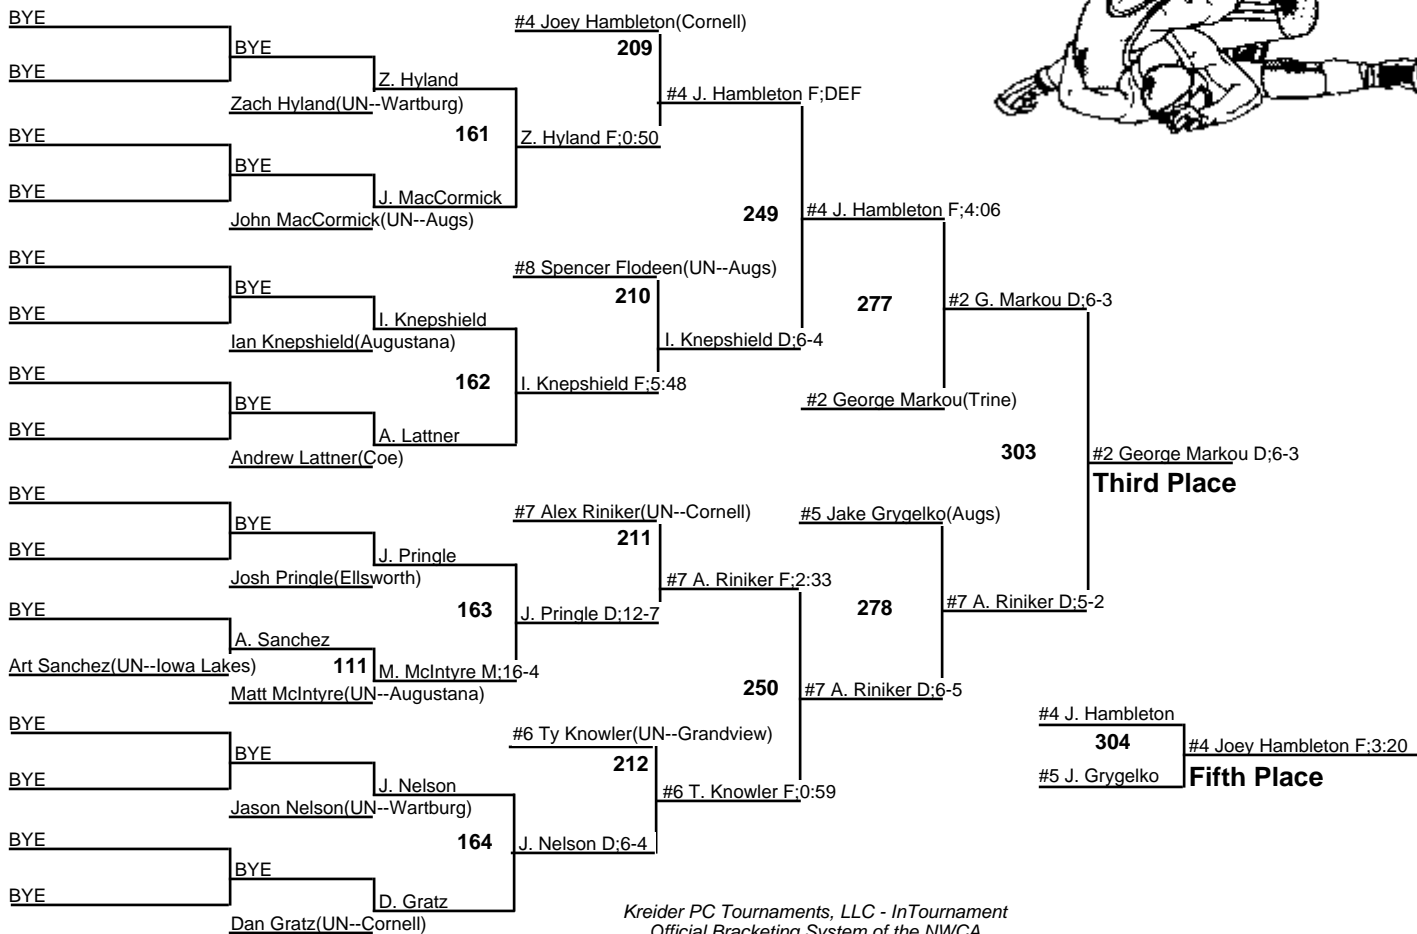 BYE
#4 Joey Hambleton(Cornell)
BYE
209
BYE
Z. Hyland
#4 J. Hambleton F;DEF
Zach Hyland(UN--Wartburg)
161
BYE
Z. Hyland F;0:50
BYE
BYE
J. MacCormick
John MacCormick(UN--Augs)
249
#4 J. Hambleton F;4:06
BYE
#8 Spencer Flodeen(UN--Augs)
210
BYE
277
#2 G. Markou D;6-3
BYE
I. Knepshield
Ian Knepshield(Augustana)
I. Knepshield D;6-4
BYE
162
I. Knepshield F;5:48
BYE
#2 George Markou(Trine)
BYE
A. Lattner
Andrew Lattner(Coe)
303
#2 George Markou D;6-3
Third Place
BYE
#7 Alex Riniker(UN--Cornell)
#5 Jake Grygelko(Augs)
BYE
211
BYE
J. Pringle
Josh Pringle(Ellsworth)
#7 A. Riniker F;2:33
163
278
#7 A. Riniker D;5-2
BYE
J. Pringle D;12-7
A. Sanchez
Art Sanchez(UN--Iowa Lakes)
111
M. McIntyre M;16-4
Matt McIntyre(UN--Augustana)
250
#7 A. Riniker D;6-5
BYE
#6 Ty Knowler(UN--Grandview)
#4 J. Hambleton
304
#4 Joey Hambleton F;3:20
BYE
212
BYE
J. Nelson
#6 T. Knowler F;0:59
#5 J. Grygelko
Fifth Place
Jason Nelson(UN--Wartburg)
164
J. Nelson D;6-4
BYE
BYE
BYE
D. Gratz
Dan Gratz(UN--Cornell)
Kreider PC Tournaments, LLC - InTournament
Official Bracketing System of the NWCA